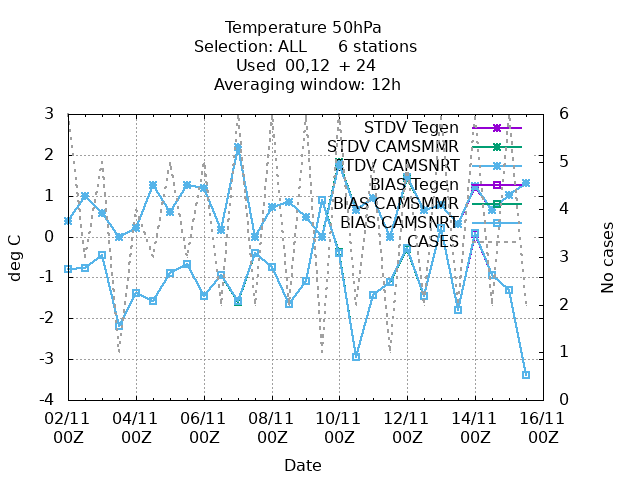 Temperature 50hPa
Selection: ALL      6 stations
Used  00,12  + 24
Averaging window: 12h
STDV Tegen
STDV CAMSMMR
STDV CAMSNRT
BIAS Tegen
BIAS CAMSMMR
BIAS CAMSNRT
CASES
3
2
1
0
-1
-2
-3
-4
deg C
6
5
4
3
2
1
0
No cases
02/11 04/11 06/11 08/11 10/11 12/11 14/11 16/11
00Z 00Z 00Z 00Z 00Z 00Z 00Z 00Z
Date